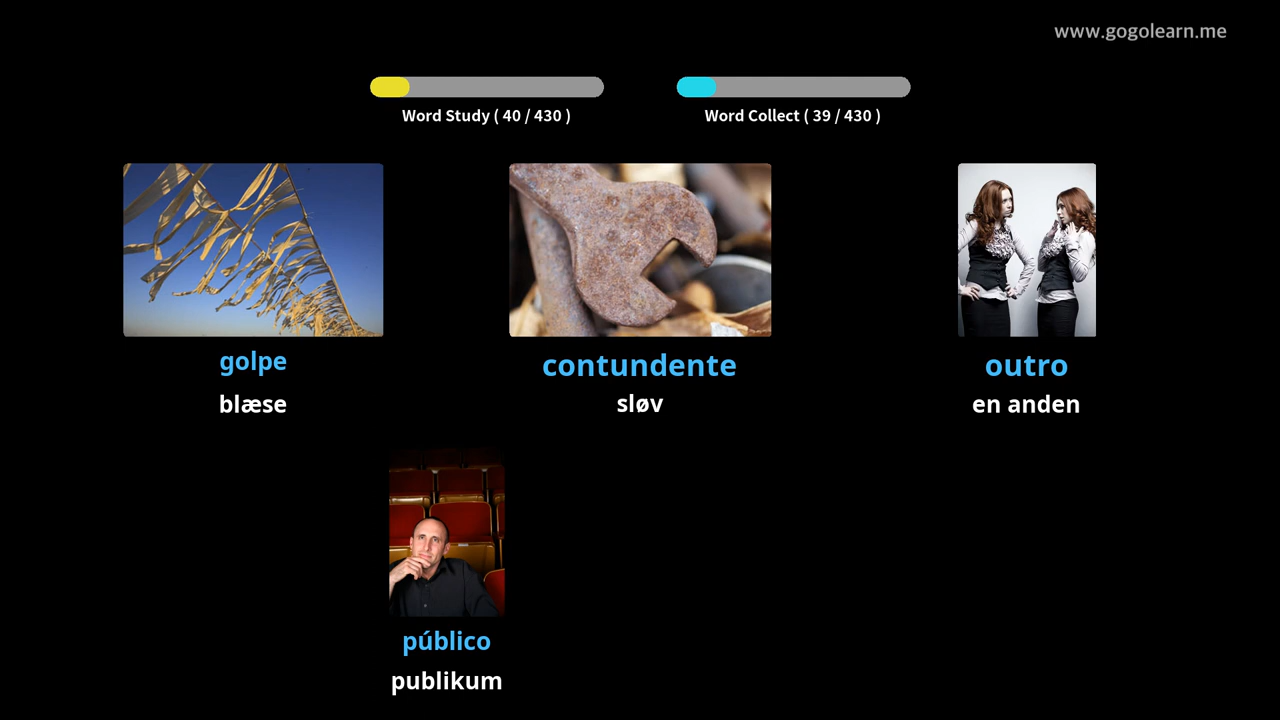 www.gogolearn.me
Word Study ( 40 / 430 )
Word Collect ( 39 / 430 )
golpe
blæse
contundente
sløv
outro
en anden
público
publikum